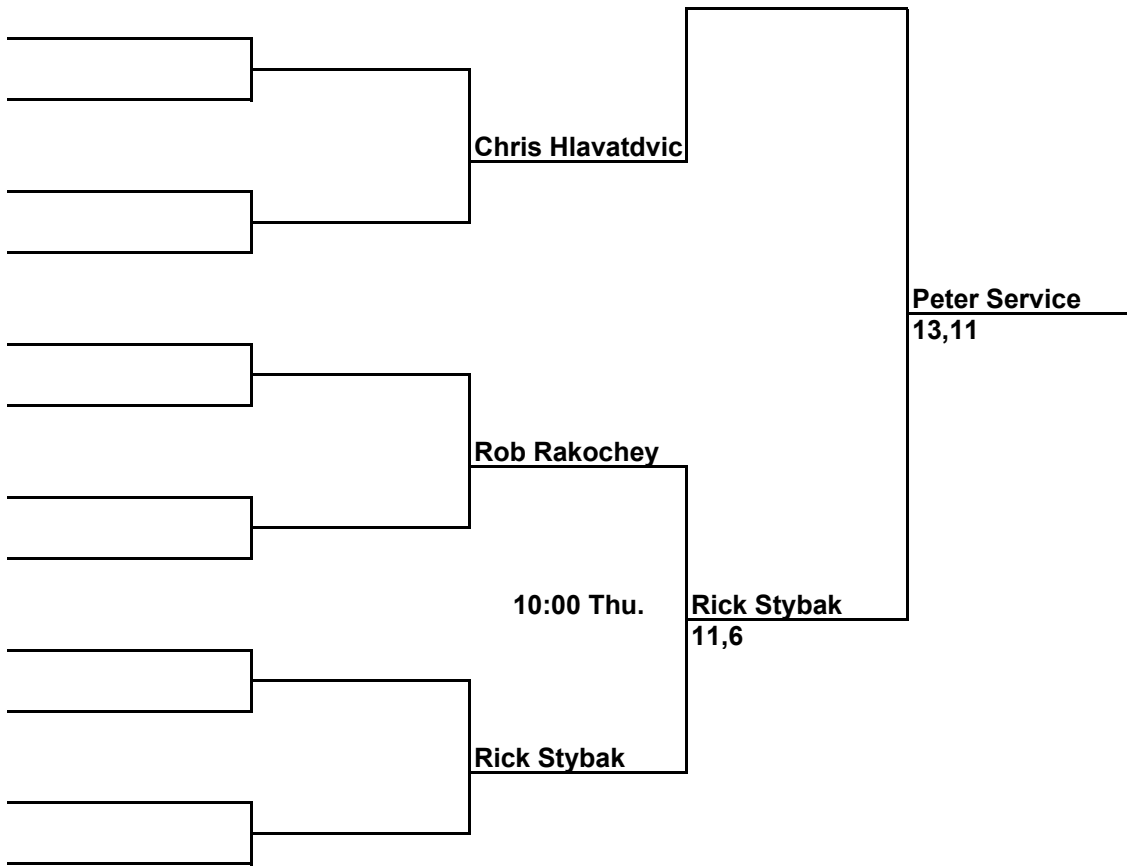 Chris Hlavatdvic
Peter Service
13,11
Rob Rakochey
10:00 Thu.
Rick Stybak
11,6
Rick Stybak